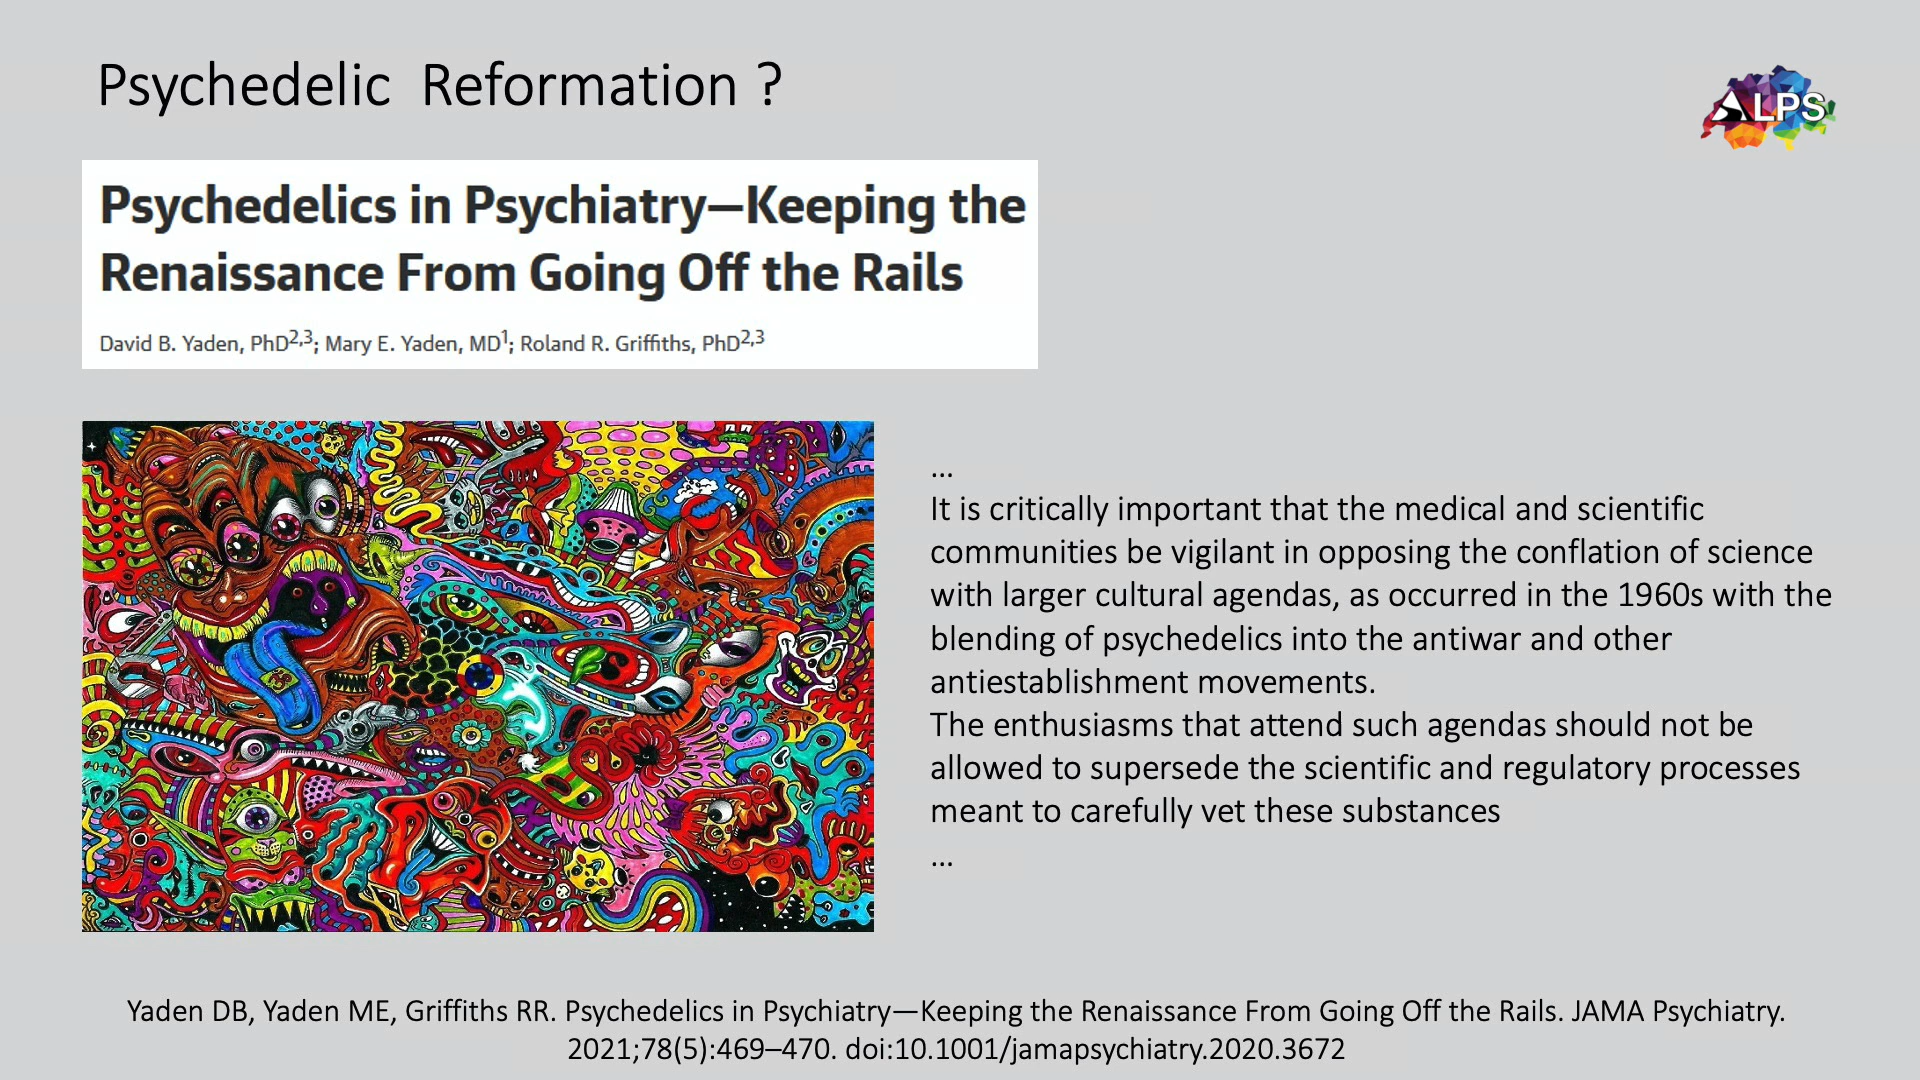 Psychedelic  Reformation ?
ALPS
Psychedelics in Psychiatry—Keeping the
Renaissance From Going Off the Rails
David B. Yaden, PhD2,3; Mary E. Yaden, MD1; Roland R. Griffiths, PhD2,3
...
It is critically important that the medical and scientific
communities be vigilant in opposing the conflation of science
with larger cultural agendas, as occurred in the 1960s with the
blending of psychedelics into the antiwar and other
antiestablishment movements.
The enthusiasms that attend such agendas should not be
allowed to supersede the scientific and regulatory processes
meant to carefully vet these substances
...
Yaden DB, Yaden ME, Griffiths RR. Psychedelics in Psychiatry—Keeping the Renaissance From Going Off the Rails. JAMA Psychiatry.
2021;78(5):469–470. doi:10.1001/jamapsychiatry.2020.3672